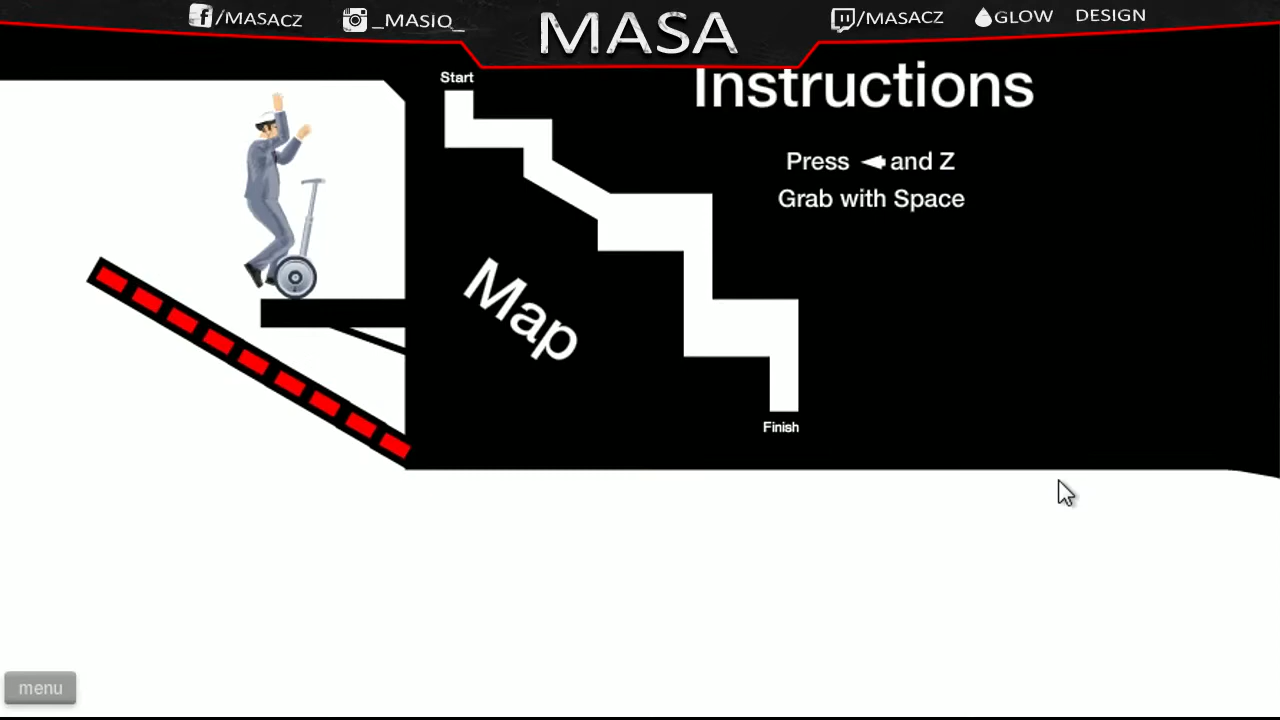 /MASACZ
_MASIO_
MASA
/MASACZ
GLOW DESIGN
Start
Instructions
Press and Z
Grab with Space
Map
Finish
menu